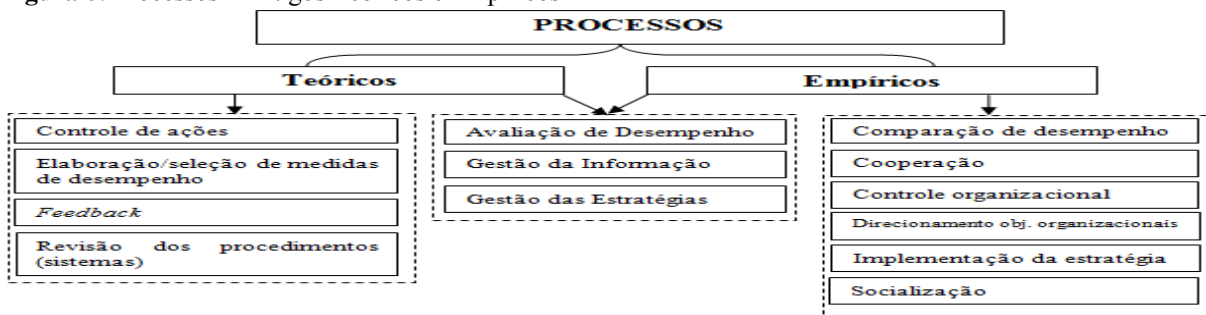 PROCESSOS
Teóricos
Empíricos
Controle de ações
Elaboração/seleção de medidas
de desempenho
Feedback
Revisão dos procedimentos
(sistemas)
Avaliação de Desempenho
Gestão da Informação
Gestão das Estratégias
Comparação de desempenho
Cooperação
Controle organizacional
Direcionamento obj. organizacionais
Implementação da estratégia
Socialização